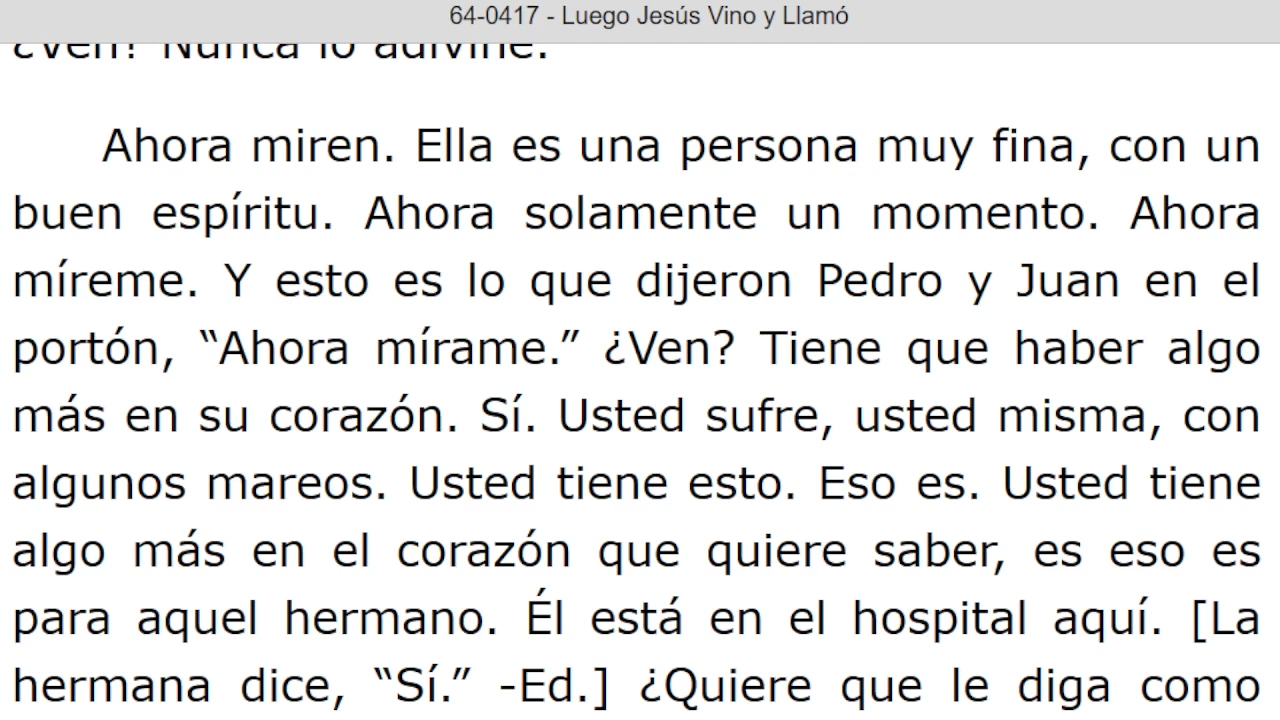 64-0417 - Luego Jesús Vino y Llamó
¿Ven? Nunca lo adiviné.
Ahora miren. Ella es una persona muy fina, con un
buen espíritu. Ahora solamente un momento. Ahora
míreme. Y esto es lo que dijeron Pedro y Juan en el
portón, “Ahora mírame.” ¿Ven? Tiene que haber algo
más en su corazón. Sí. Usted sufre, usted misma, con
algunos mareos. Usted tiene esto. Eso es. Usted tiene
algo más en el corazón que quiere saber, es eso es
para aquel hermano. Él está en el hospital aquí. [La
hermana dice, “Sí.” -Ed.] ¿Quiere que le diga como